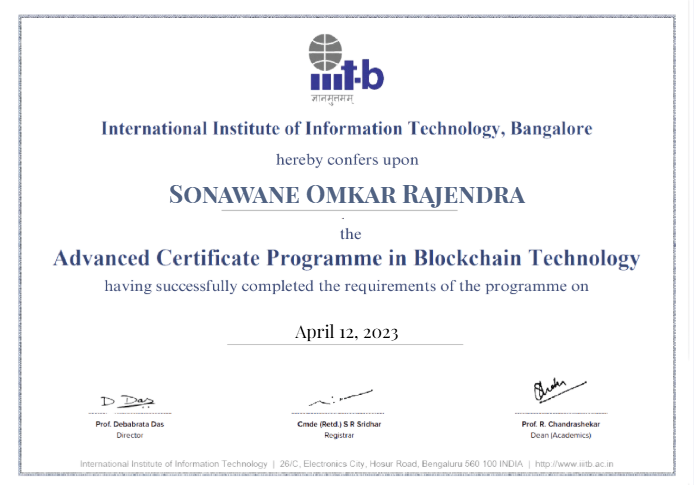 iiit-b
ज्ञानमुत्तमम्
International Institute of Information Technology, Bangalore
hereby confers upon
Sonawane Omkar Rajendra
the
Advanced Certificate Programme in Blockchain Technology
having successfully completed the requirements of the programme on
April 12, 2023
D Das
Prof. Debabrata Das
Director
Cmde (Retd.) S R Sridhar
Registrar
Prof. R. Chandrashekar
Dean (Academics)
International Institute of Information Technology | 26/C, Electronics City, Hosur Road, Bengaluru 560 100 INDIA | http://www.iiitb.ac.in